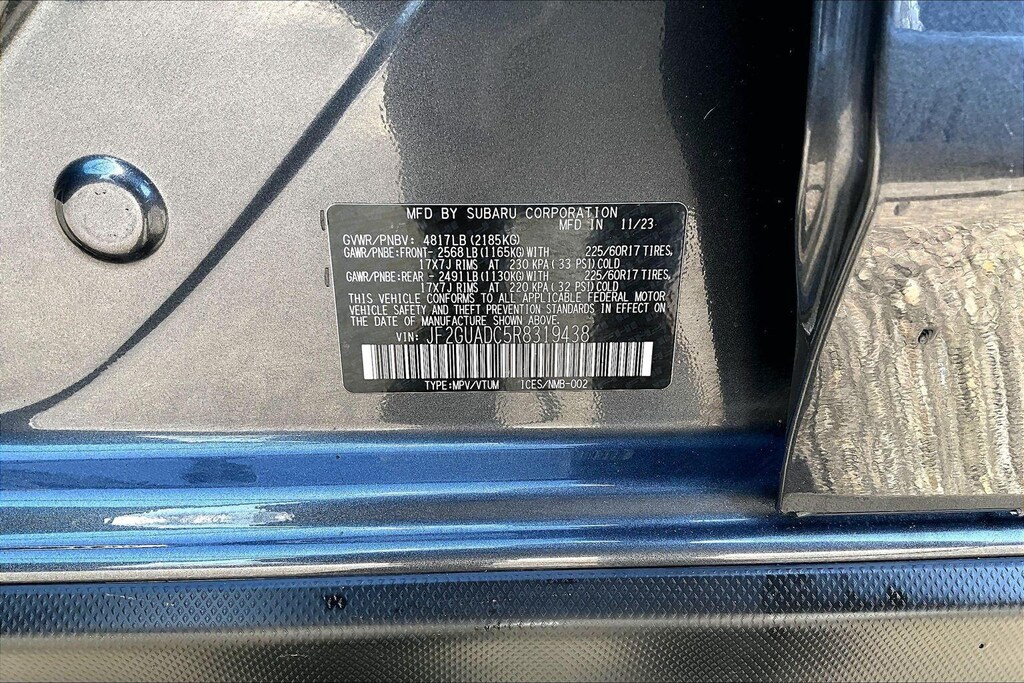 MFD BY SUBARU CORPORATION
MFD IN 11/23
GVWR/PNBV: 4817LB (2185KG)
GAWR/PNBE:FRONT- 2568LB (1165KG)WITH 225/60R17 TIRES,
17X7J RIMS AT 230 KPA( 33 PSI)COLD
GAWR/PNBE:REAR - 2491LB (1130KG)WITH 225/60R17 TIRES,
17X7J RIMS AT 220 KPA( 32 PSI)COLD
THIS VEHICLE CONFORMS TO ALL APPLICABLE FEDERAL MOTOR
VEHICLE SAFETY AND THEFT PREVENTION STANDARDS IN EFFECT ON
THE DATE OF MANUFACTURE SHOWN ABOVE.
VIN: JF2GUADC5R8319438
TYPE:MPV/VTUM ICES/NMB-002